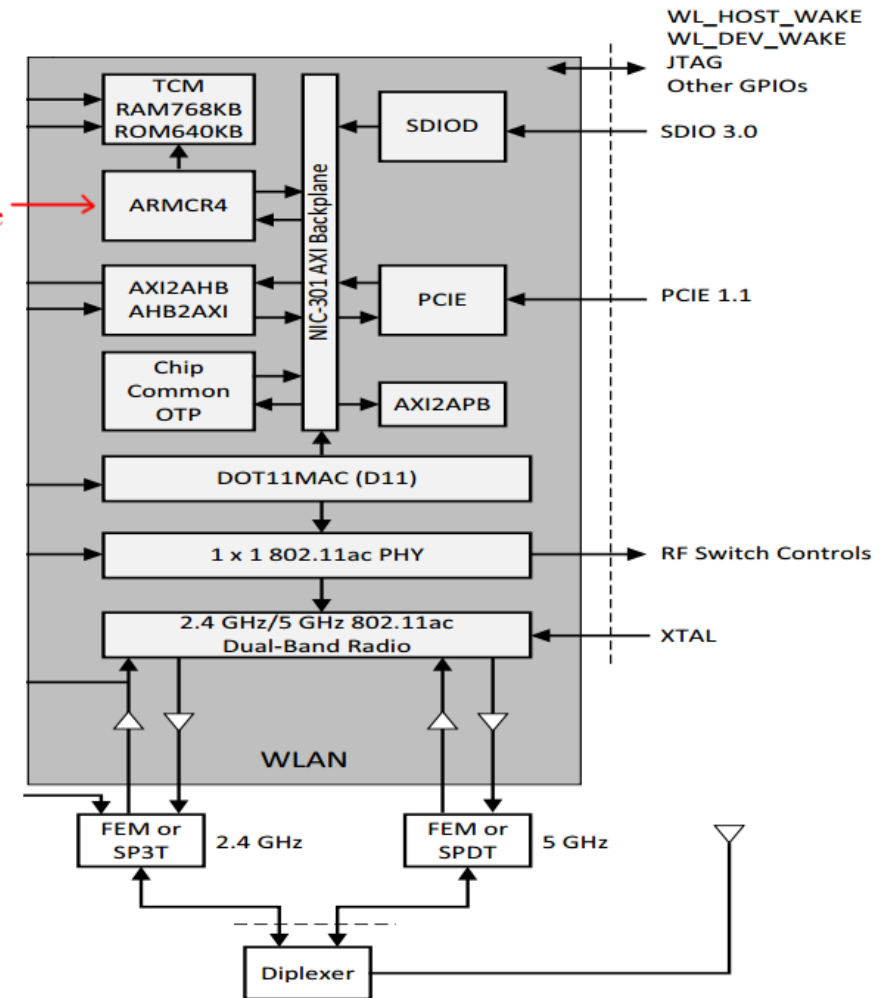 WL_HOST_WAKE
WL_DEV_WAKE
JTAG
Other GPIOs
TCM
RAM768KB
ROM640KB
SDIOD
SDIO 3.0
ARMCR4
NIC-301 AXI Backplane
AXI2AHB
AHB2AXI
PCIE
PCIE 1.1
Chip
Common
OTP
AXI2APB
DOT11MAC (D11)
1 x 1 802.11ac PHY
RF Switch Controls
2.4 GHz/5 GHz 802.11ac
Dual-Band Radio
XTAL
WLAN
FEM or
SP3T
2.4 GHz
FEM or
SPDT
5 GHz
Diplexer